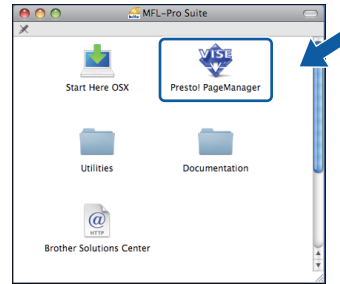 MFL-Pro Suite
VISE
Start Here OSX
Presto! PageManager
Utilities
Documentation
@
HTTP
Brother Solutions Center